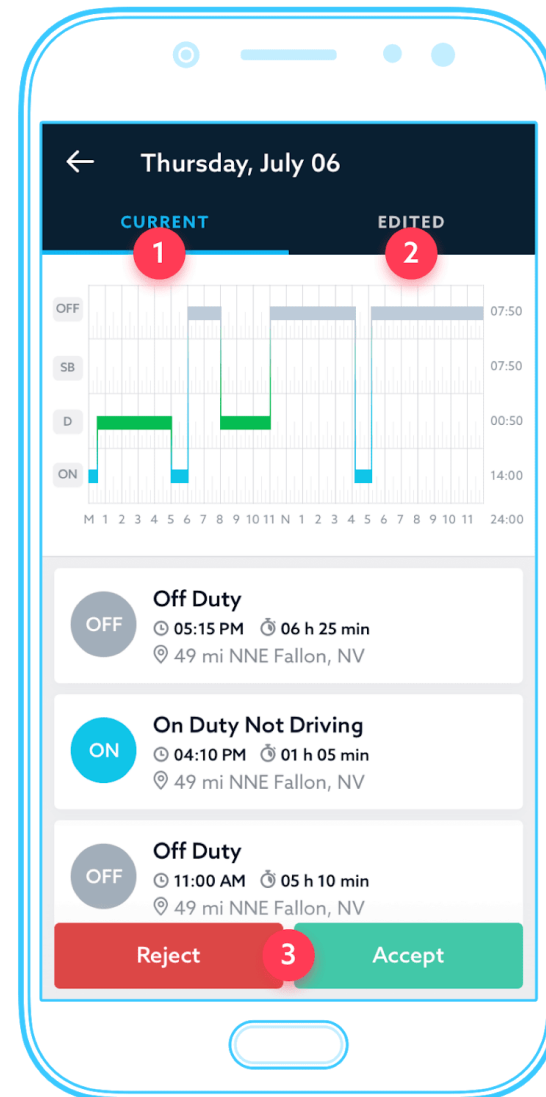 Thursday, July 06
CURRENT EDITED
1 2
OFF 07:50
SB 07:50
D 00:50
ON 14:00
M 1 2 3 4 5 6 7 8 9 10 11 N 1 2 3 4 5 6 7 8 9 10 11 24:00
Off Duty
OFF 05:15 PM 06 h 25 min
49 mi NNE Fallon, NV
On Duty Not Driving
ON 04:10 PM 01 h 05 min
49 mi NNE Fallon, NV
Off Duty
OFF 11:00 AM 05 h 10 min
49 mi NNE Fallon, NV
Reject 3 Accept